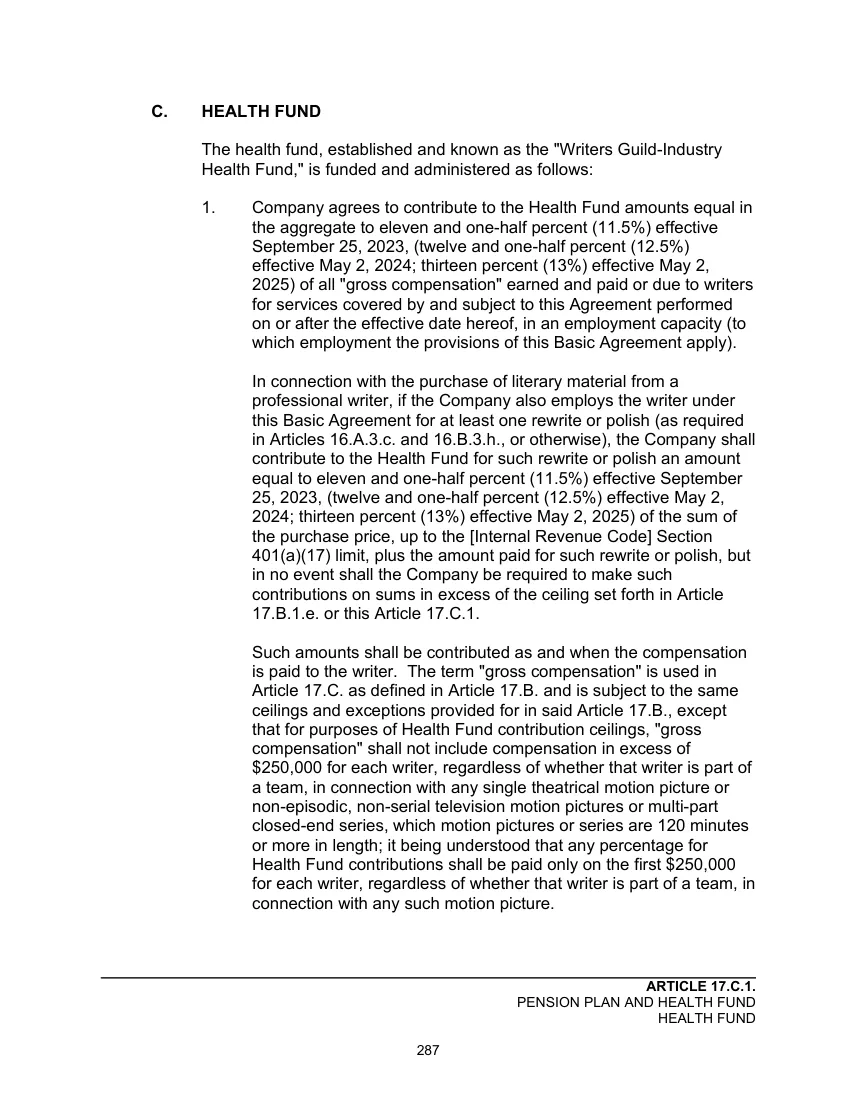 C. HEALTH FUND
The health fund, established and known as the "Writers Guild-Industry
Health Fund," is funded and administered as follows:
1. Company agrees to contribute to the Health Fund amounts equal in
the aggregate to eleven and one-half percent (11.5%) effective
September 25, 2023, (twelve and one-half percent (12.5%)
effective May 2, 2024; thirteen percent (13%) effective May 2,
2025) of all "gross compensation" earned and paid or due to writers
for services covered by and subject to this Agreement performed
on or after the effective date hereof, in an employment capacity (to
which employment the provisions of this Basic Agreement apply).
In connection with the purchase of literary material from a
professional writer, if the Company also employs the writer under
this Basic Agreement for at least one rewrite or polish (as required
in Articles 16.A.3.c. and 16.B.3.h., or otherwise), the Company shall
contribute to the Health Fund for such rewrite or polish an amount
equal to eleven and one-half percent (11.5%) effective September
25, 2023, (twelve and one-half percent (12.5%) effective May 2,
2024; thirteen percent (13%) effective May 2, 2025) of the sum of
the purchase price, up to the [Internal Revenue Code] Section
401(a)(17) limit, plus the amount paid for such rewrite or polish, but
in no event shall the Company be required to make such
contributions on sums in excess of the ceiling set forth in Article
17.B.1.e. or this Article 17.C.1.
Such amounts shall be contributed as and when the compensation
is paid to the writer.  The term "gross compensation" is used in
Article 17.C. as defined in Article 17.B. and is subject to the same
ceilings and exceptions provided for in said Article 17.B., except
that for purposes of Health Fund contribution ceilings, "gross
compensation" shall not include compensation in excess of
$250,000 for each writer, regardless of whether that writer is part of
a team, in connection with any single theatrical motion picture or
non-episodic, non-serial television motion pictures or multi-part
closed-end series, which motion pictures or series are 120 minutes
or more in length; it being understood that any percentage for
Health Fund contributions shall be paid only on the first $250,000
for each writer, regardless of whether that writer is part of a team, in
connection with any such motion picture.
ARTICLE 17.C.1.
PENSION PLAN AND HEALTH FUND
HEALTH FUND
287